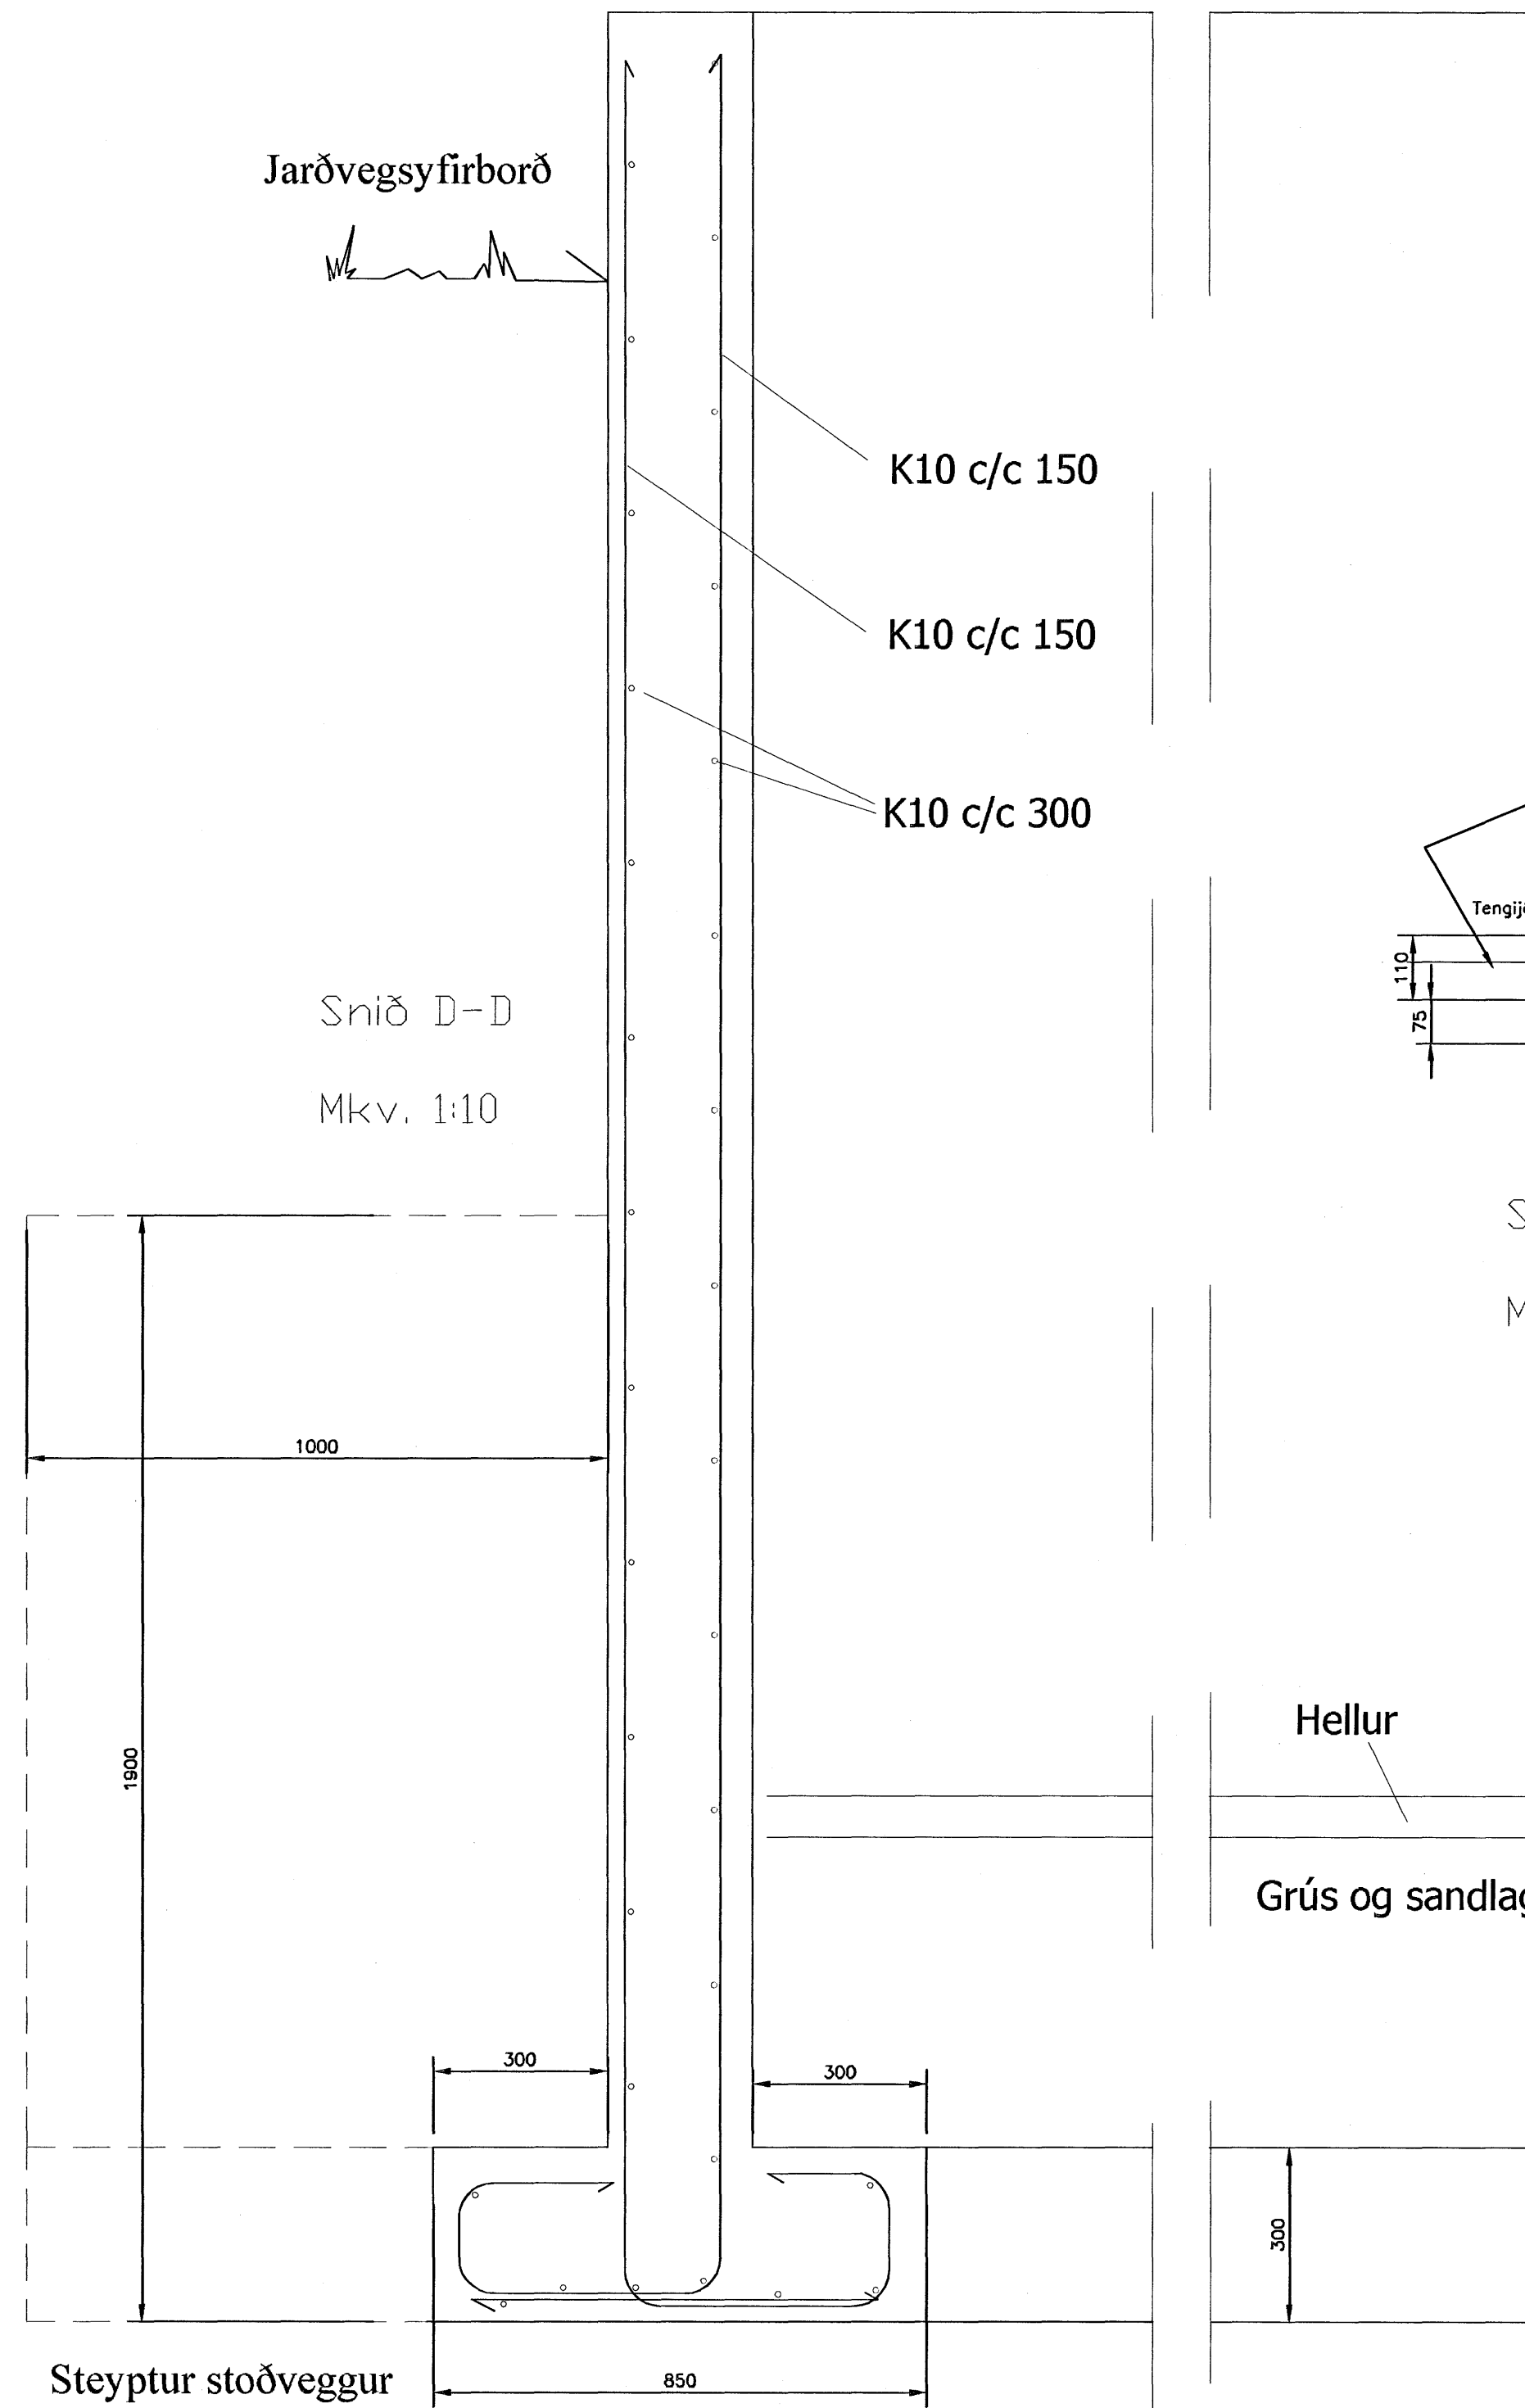 Jarðvegsyfirborð
K10 c/c 150
K10 c/c 150
K10 c/c 300
110
75
Snið D-D
Mkv. 1:10
1000
1900
Hellur
Grús og sandlag
300
300
300
850
Steyptur stoðveggur